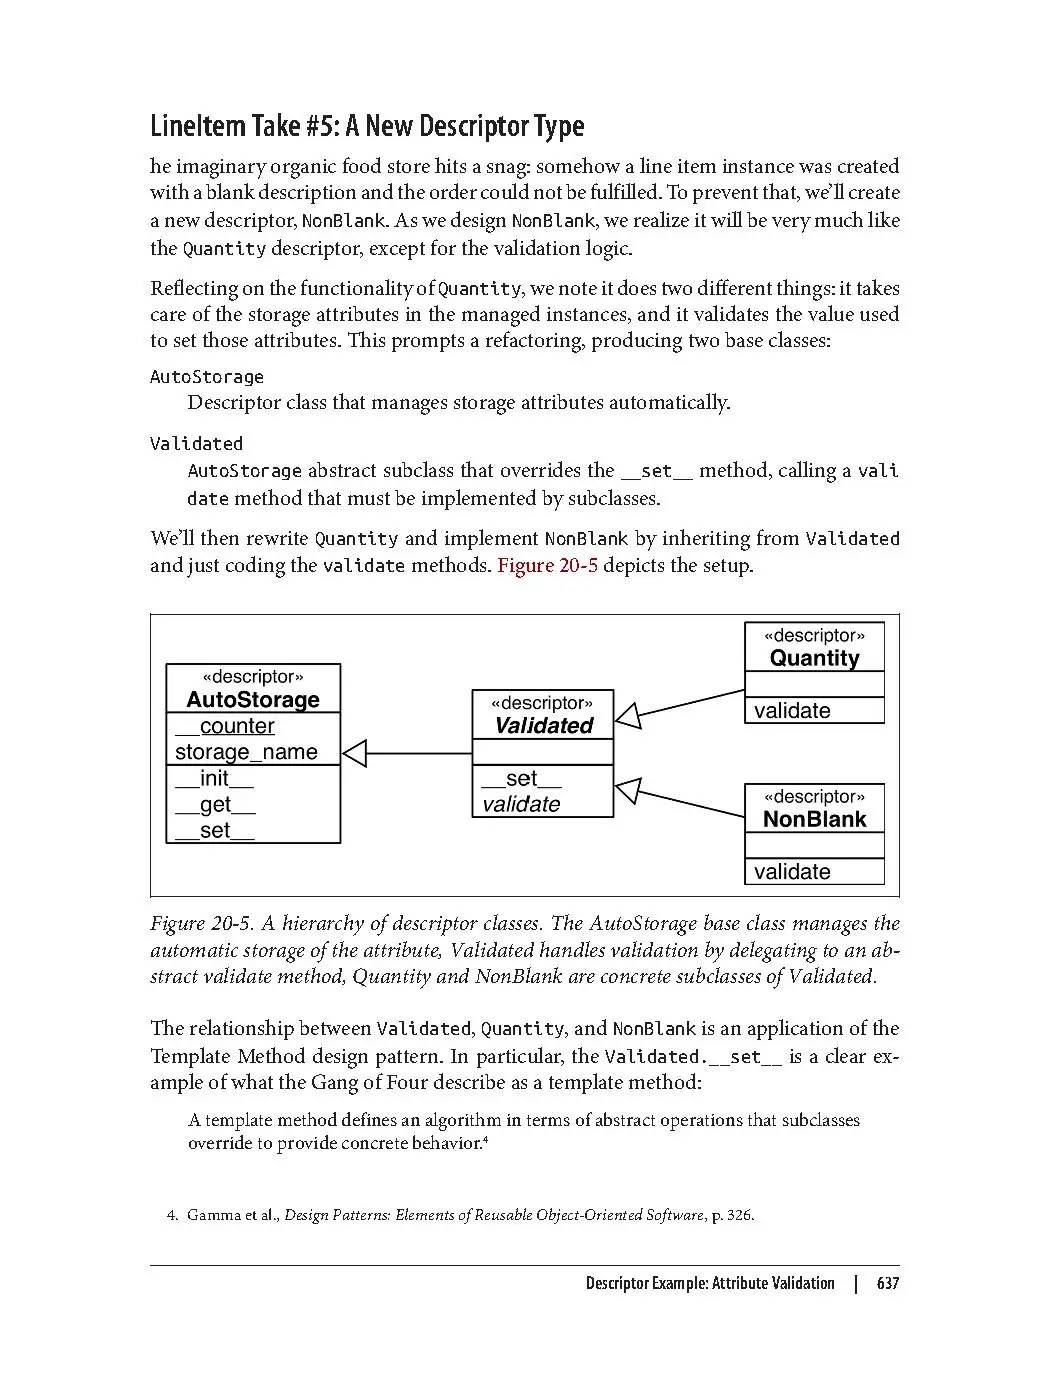 LineItem Take #5: A New Descriptor Type
he imaginary organic food store hits a snag: somehow a line item instance was created
with a blank description and the order could not be fulfilled. To prevent that, we’ll create
a new descriptor, NonBlank. As we design NonBlank, we realize it will be very much like
the Quantity descriptor, except for the validation logic.
Reflecting on the functionality of Quantity, we note it does two different things: it takes
care of the storage attributes in the managed instances, and it validates the value used
to set those attributes. This prompts a refactoring, producing two base classes:
AutoStorage
Descriptor class that manages storage attributes automatically.
Validated
AutoStorage abstract subclass that overrides the __set__ method, calling a vali
date method that must be implemented by subclasses.
We’ll then rewrite Quantity and implement NonBlank by inheriting from Validated
and just coding the validate methods. Figure 20-5 depicts the setup.
«descriptor»
AutoStorage
__counter
storage_name
__init__
__get__
__set__
«descriptor»
Validated
__set__
validate
«descriptor»
Quantity
validate
«descriptor»
NonBlank
validate
Figure 20-5. A hierarchy of descriptor classes. The AutoStorage base class manages the
automatic storage of the attribute, Validated handles validation by delegating to an ab-
stract validate method, Quantity and NonBlank are concrete subclasses of Validated.
The relationship between Validated, Quantity, and NonBlank is an application of the
Template Method design pattern. In particular, the Validated.__set__ is a clear ex-
ample of what the Gang of Four describe as a template method:
A template method defines an algorithm in terms of abstract operations that subclasses
override to provide concrete behavior.4
4. Gamma et al., Design Patterns: Elements of Reusable Object-Oriented Software, p. 326.
Descriptor Example: Attribute Validation | 637